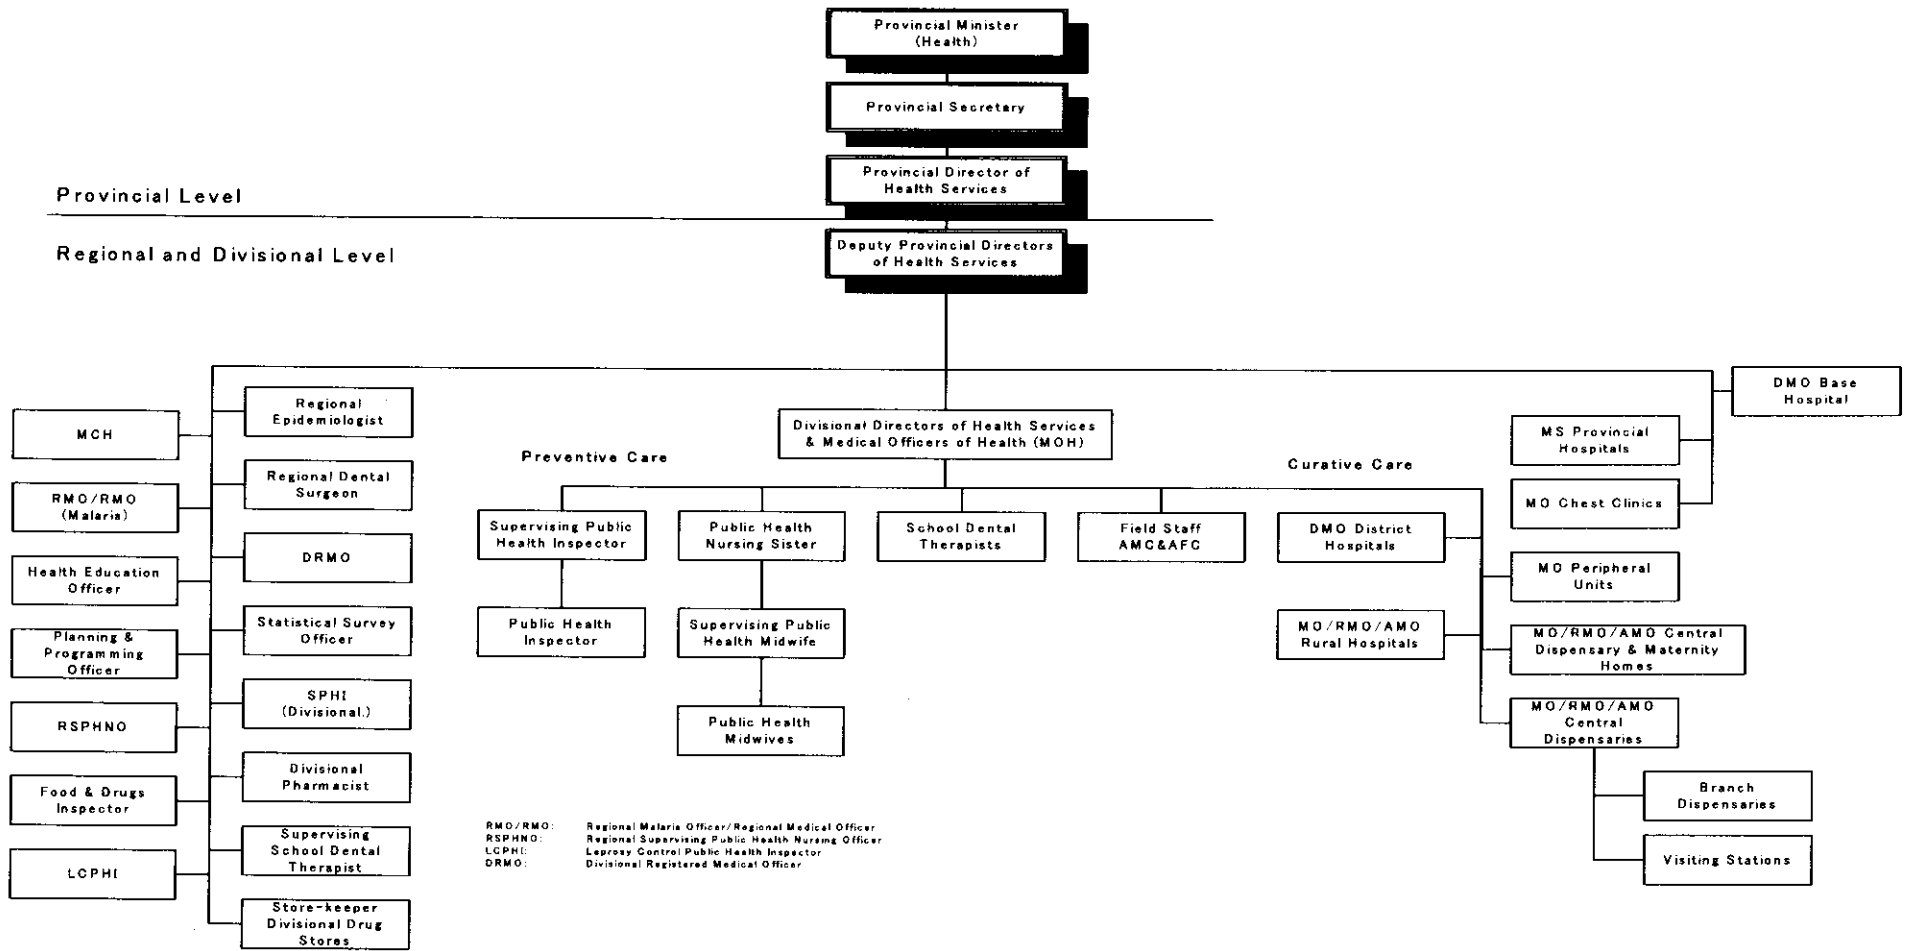 Provincial Minister
(Health)
Provincial Secretary
Provincial Director of
Health Services
Provincial Level
Regional and Divisional Level
Deputy Provincial Directors
of Health Services
MCH
RMO/RMO
(Malaria)
Health Education
Officer
Planning &
Programming
Officer
RSPHNO
Food & Drugs
Inspector
LCPHI
Regional
Epidemiologist
Regional Dental
Surgeon
DRMO
Statistical Survey
Officer
SPHI
(Divisional.)
Divisional
Pharmacist
Supervising
School Dental
Therapist
Store-keeper
Divisional Drug
Stores
Divisional Directors of Health Services
& Medical Officers of Health (MOH)
Preventive Care
Curative Care
Supervising Public
Health Inspector
Public Health
Inspector
Public Health
Nursing Sister
Supervising Public
Health Midwife
Public Health
Midwives
School Dental
Therapists
Field Staff
AMC&AFC
DMO District
Hospitals
MO/RMO/AMO
Rural Hospitals
DMO Base
Hospital
MS Provincial
Hospitals
MO Chest Clinics
MO Peripheral
Units
MO/RMO/AMO Central
Dispensary & Maternity
Homes
MO/RMO/AMO
Central
Dispensaries
Branch
Dispensaries
Visiting Stations
RMO/RMO: Regional Malaria Officer/Regional Medical Officer
RSPHNO: Regional Supervising Public Health Nursing Officer
LCPHI: Leprosy Control Public Health Inspector
DRMO: Divisional Registered Medical Officer